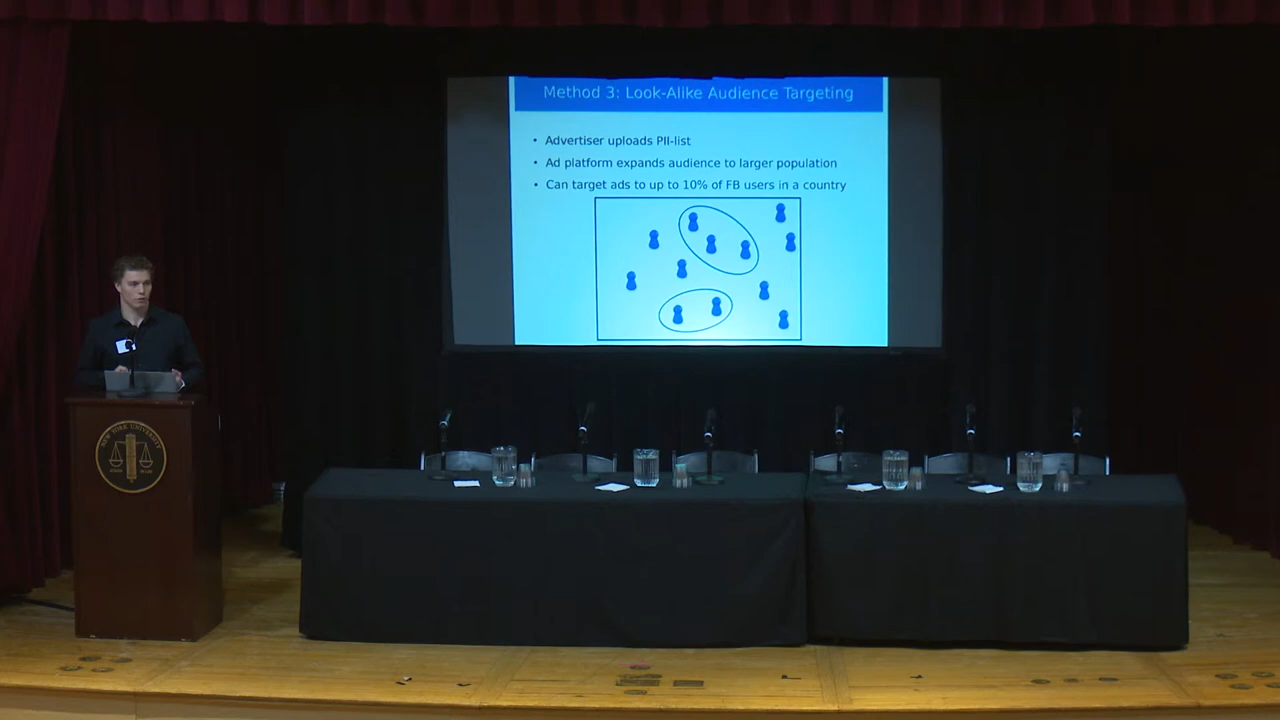 Method 3: Look-Alike Audience Targeting
• Advertiser uploads PII-list
• Ad platform expands audience to larger population
• Can target ads to up to 10% of FB users in a country
NEW YORK UNIVERSITY